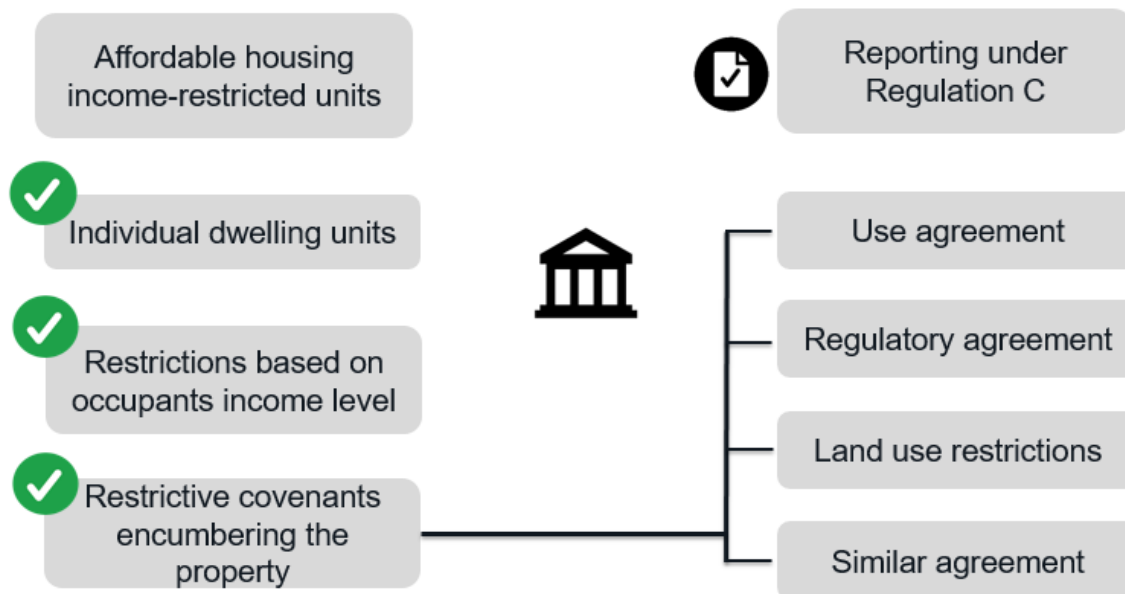 Affordable housing
income-restricted units
Individual dwelling units
Restrictions based on
occupants income level
Restrictive covenants
encumbering the
property
Reporting under
Regulation C
Use agreement
Regulatory agreement
Land use restrictions
Similar agreement